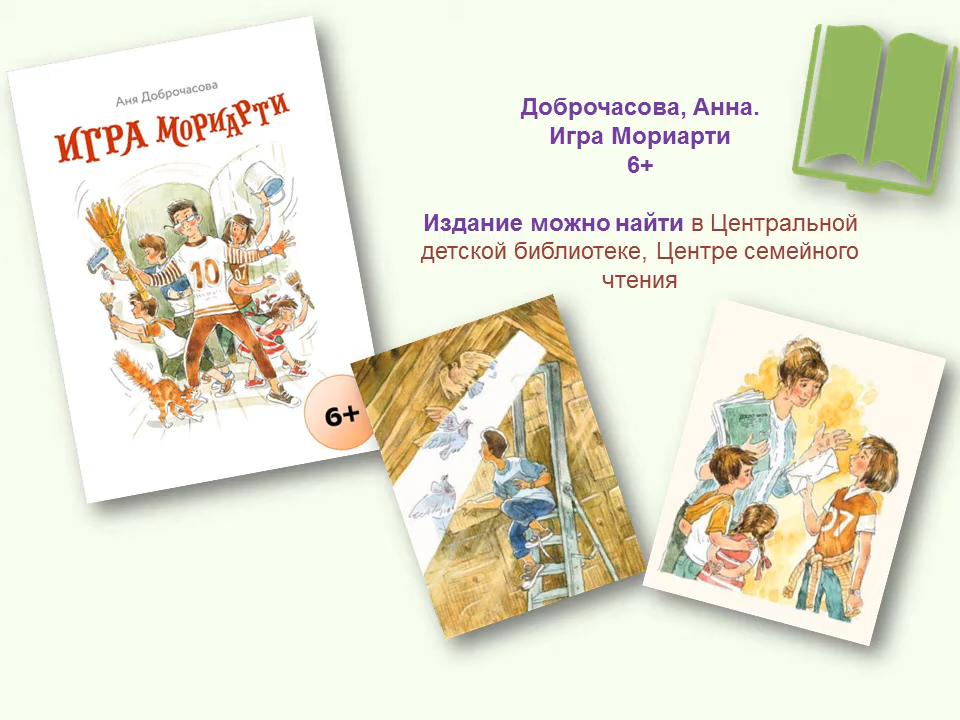 Аня Доброчасова
ИГРА МОРИАРТИ
10
6+
Доброчасова, Анна.
Игра Мориарти
6+
Издание можно найти в Центральной
детской библиотеке, Центре семейного
чтения
07